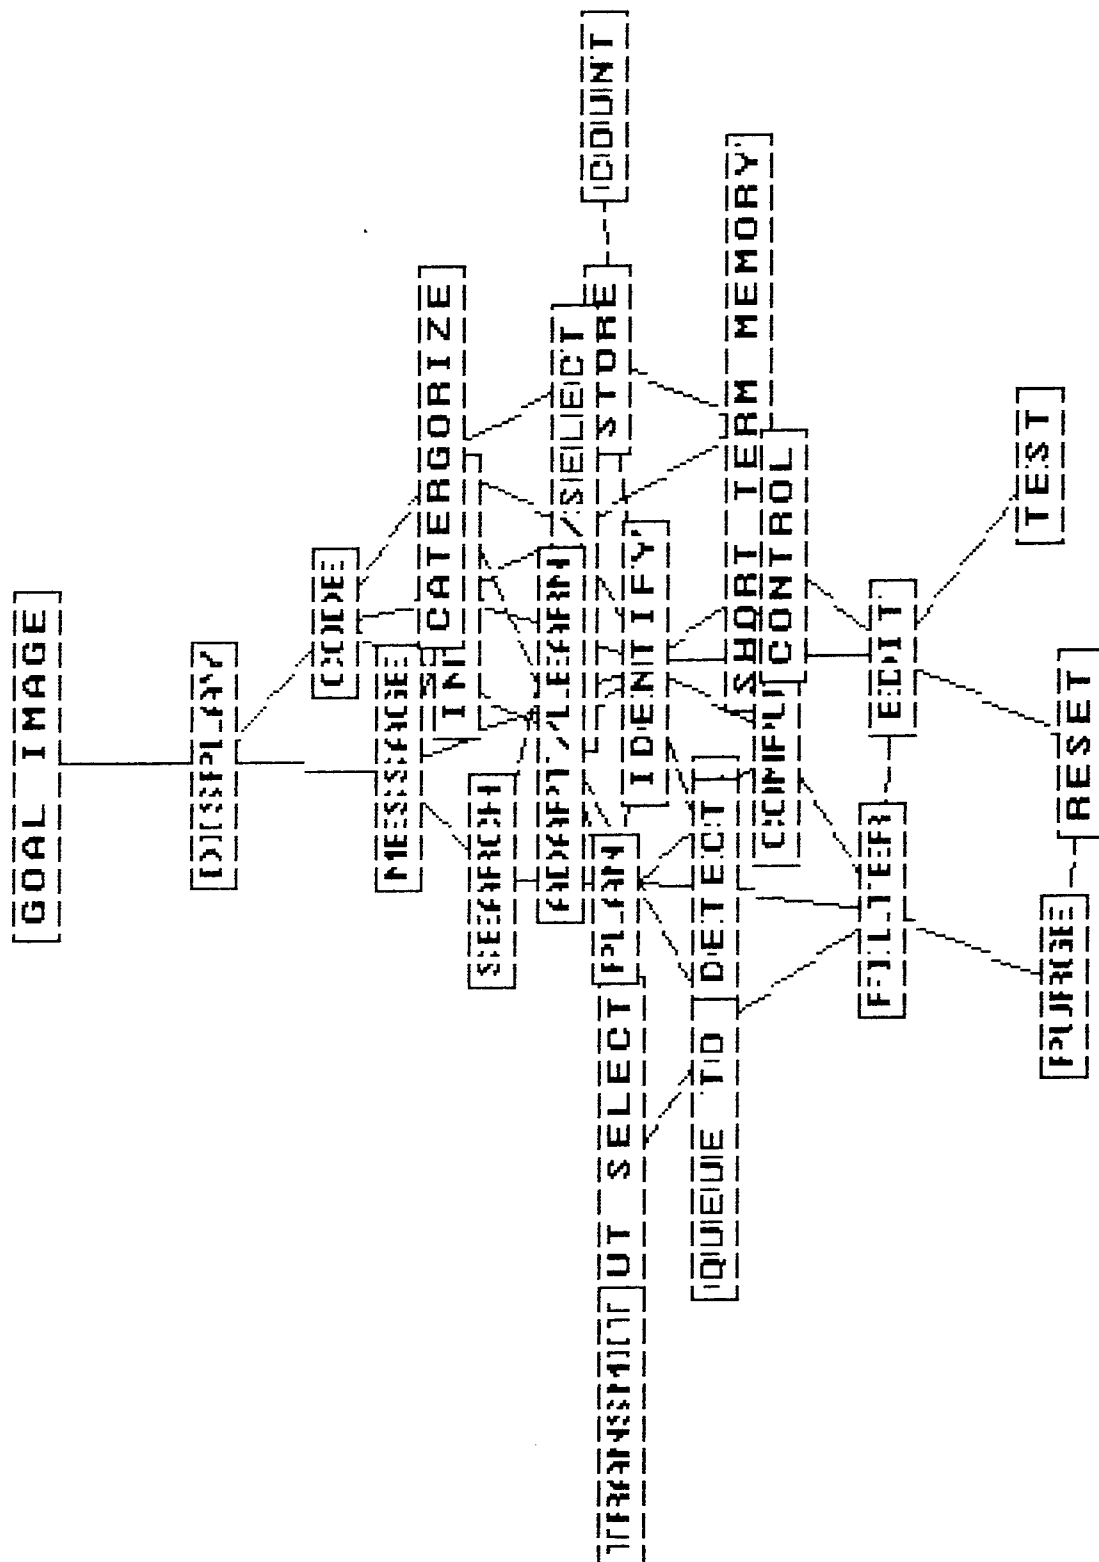 GOAL IMAGE
DISPLAY
CODE
MESSAGE
CATERGORIZE
IN
SEARCH
ADAPT/LEARN
/SELECT
STORE
COUNT
PLAN
UT SELECT
TRANSMIT
IDENTIFY
QUEUE TO
DETECT
SHORT TERM MEMORY
COMPL
CONTROL
FILTER
EDIT
TEST
PURGE
RESET